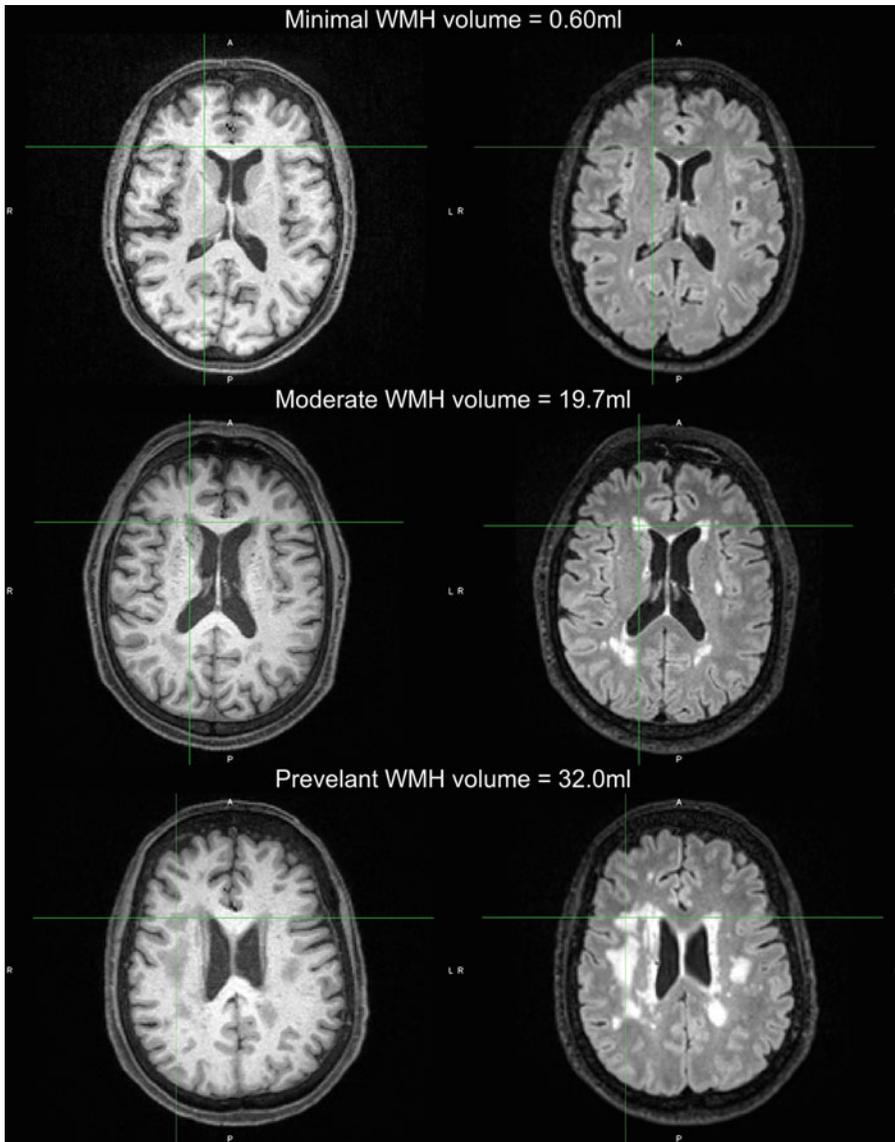 Minimal WMH volume = 0.60ml
A A
R L R
P P
Moderate WMH volume = 19.7ml
A A
R L R
P P
Prevelant WMH volume = 32.0ml
A A
R L R
P P